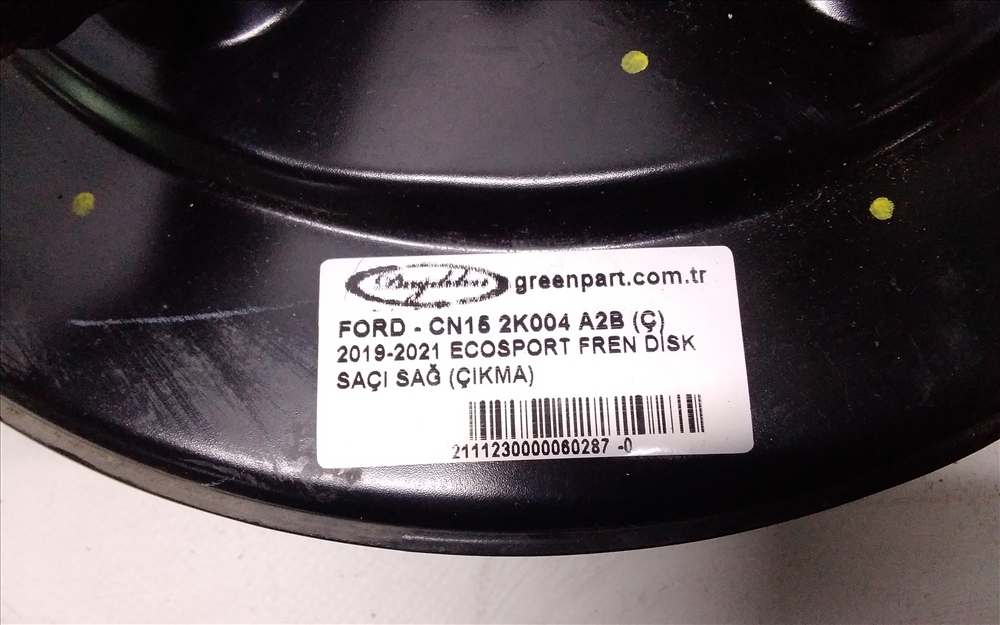 greenpart.com.tr
FORD - CN15 2K004 A2B (Ç)
2019-2021 ECOSPORT FREN DİSK
SAÇI SAĞ (ÇIKMA)
2111230000060287 -0